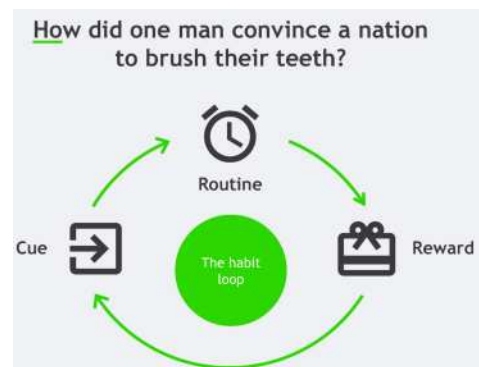 How did one man convince a nation
to brush their teeth?
Routine
Cue
Reward
The habit
loop